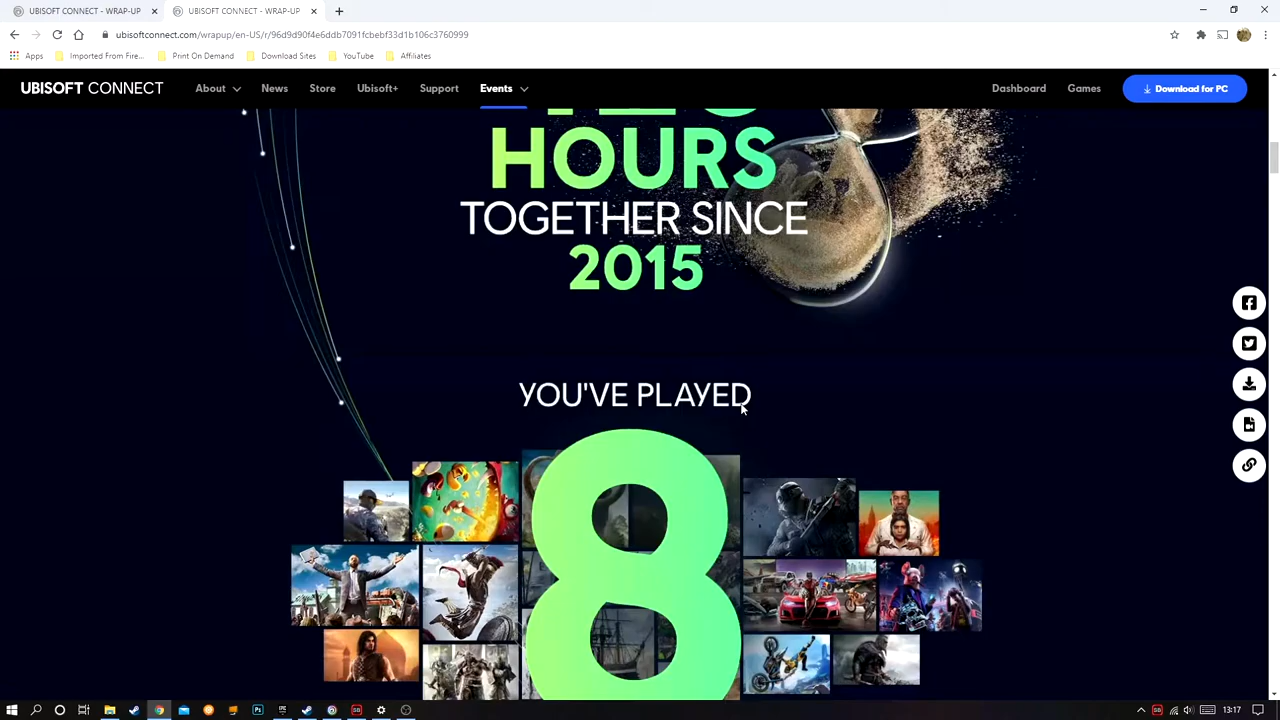 UBISOFT CONNECT - WRAP-UP
UBISOFT CONNECT - WRAP-UP
ubisoftconnect.com/wrapup/en-US/r/96d9d90f4e6ddb7091fcbebf33d1b106c3760999
Apps Imported From Fire... Print On Demand Download Sites YouTube Affiliates
UBISOFT CONNECT About News Store Ubisoft+ Support Events Dashboard Games Download for PC
HOURS
TOGETHER SINCE
2015
YOU'VE PLAYED
8
13:17